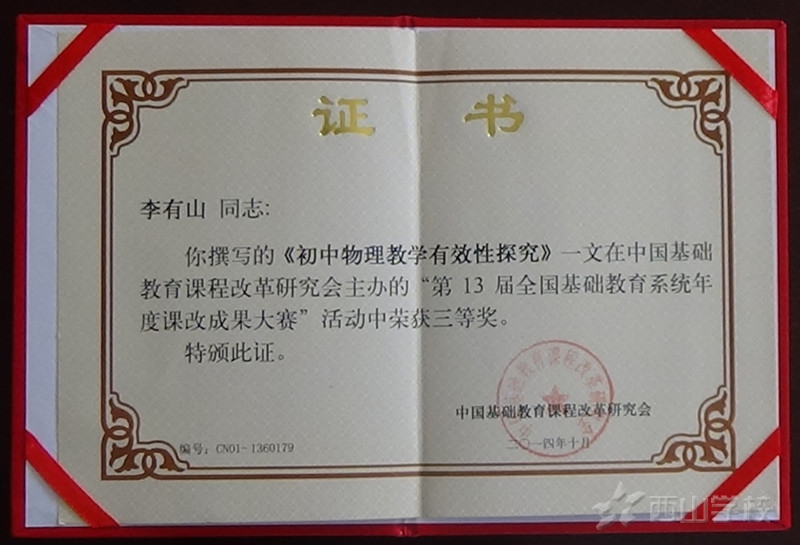 证 书
李有山 同志:
你撰写的《初中物理教学有效性探究》一文在中国基础
教育课程改革研究会主办的“第 13 届全国基础教育系统年
度课改成果大赛”活动中荣获三等奖。
特颁此证。
中国基础教育课程改革研究会
二〇一四年十月
编号: CN01-1360179
西山学校